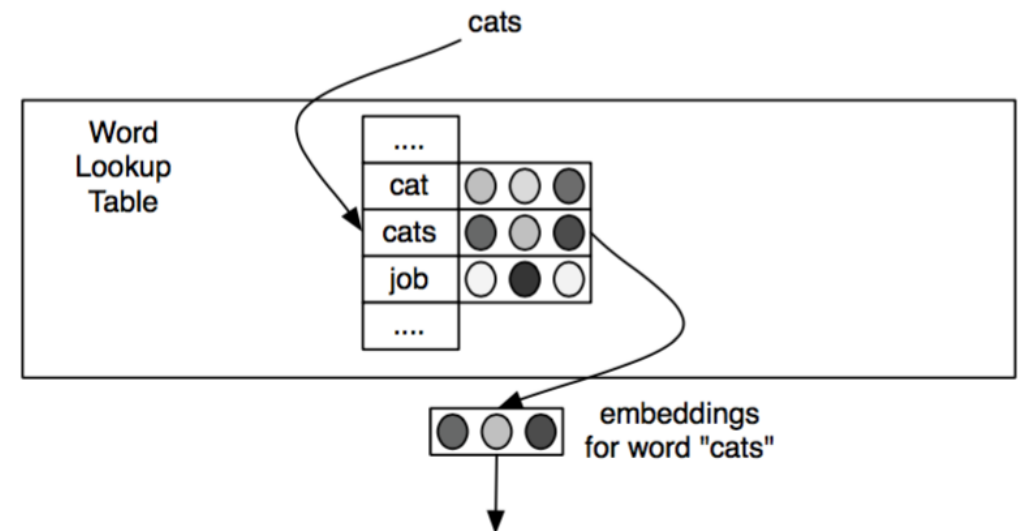 cats
Word
Lookup
Table
....
cat
cats
job
....
embeddings
for word "cats"